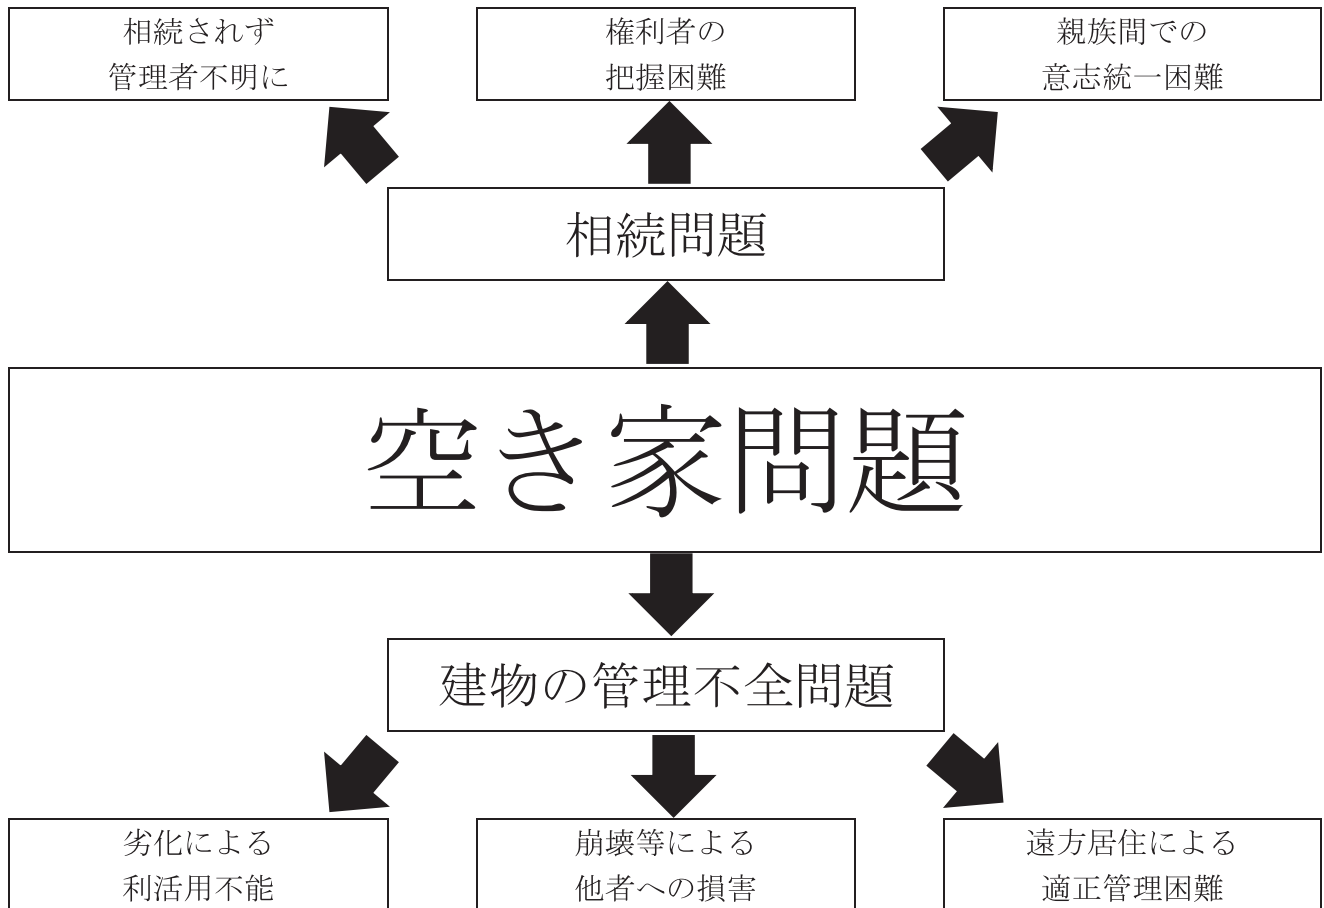 相続されず
管理者不明に
権利者の
把握困難
親族間での
意志統一困難
相続問題
空き家問題
建物の管理不全問題
劣化による
利活用不能
崩壊等による
他者への損害
遠方居住による
適正管理困難